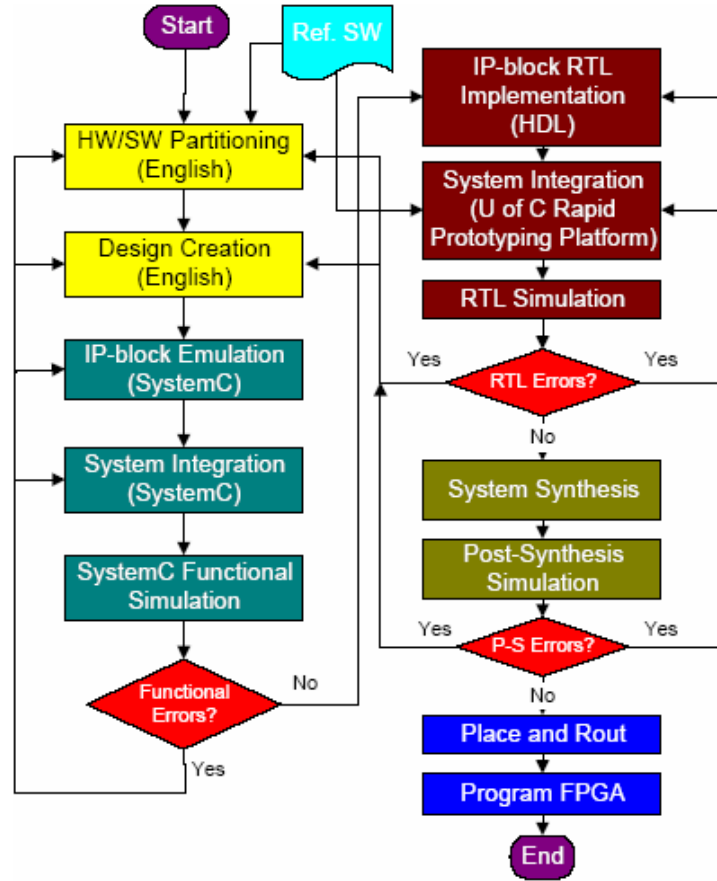 Start
Ref. SW
HW/SW Partitioning
(English)
Design Creation
(English)
IP-block Emulation
(SystemC)
System Integration
(SystemC)
SystemC Functional
Simulation
Functional
Errors?
No
Yes
IP-block RTL
Implementation
(HDL)
System Integration
(U of C Rapid
Prototyping Platform)
RTL Simulation
Yes
RTL Errors?
Yes
No
System Synthesis
Post-Synthesis
Simulation
Yes
P-S Errors?
Yes
No
Place and Rout
Program FPGA
End